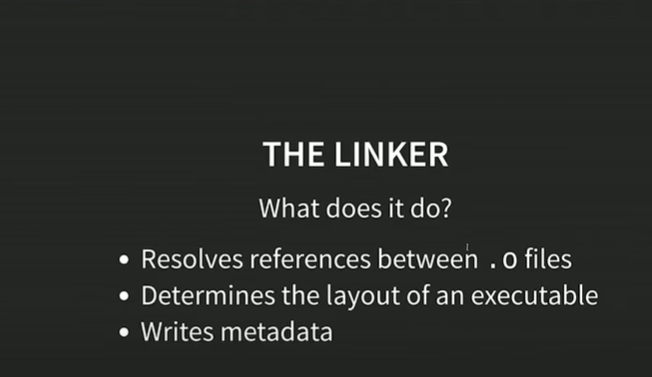 THE LINKER
What does it do?
• Resolves references between .o files
• Determines the layout of an executable
• Writes metadata